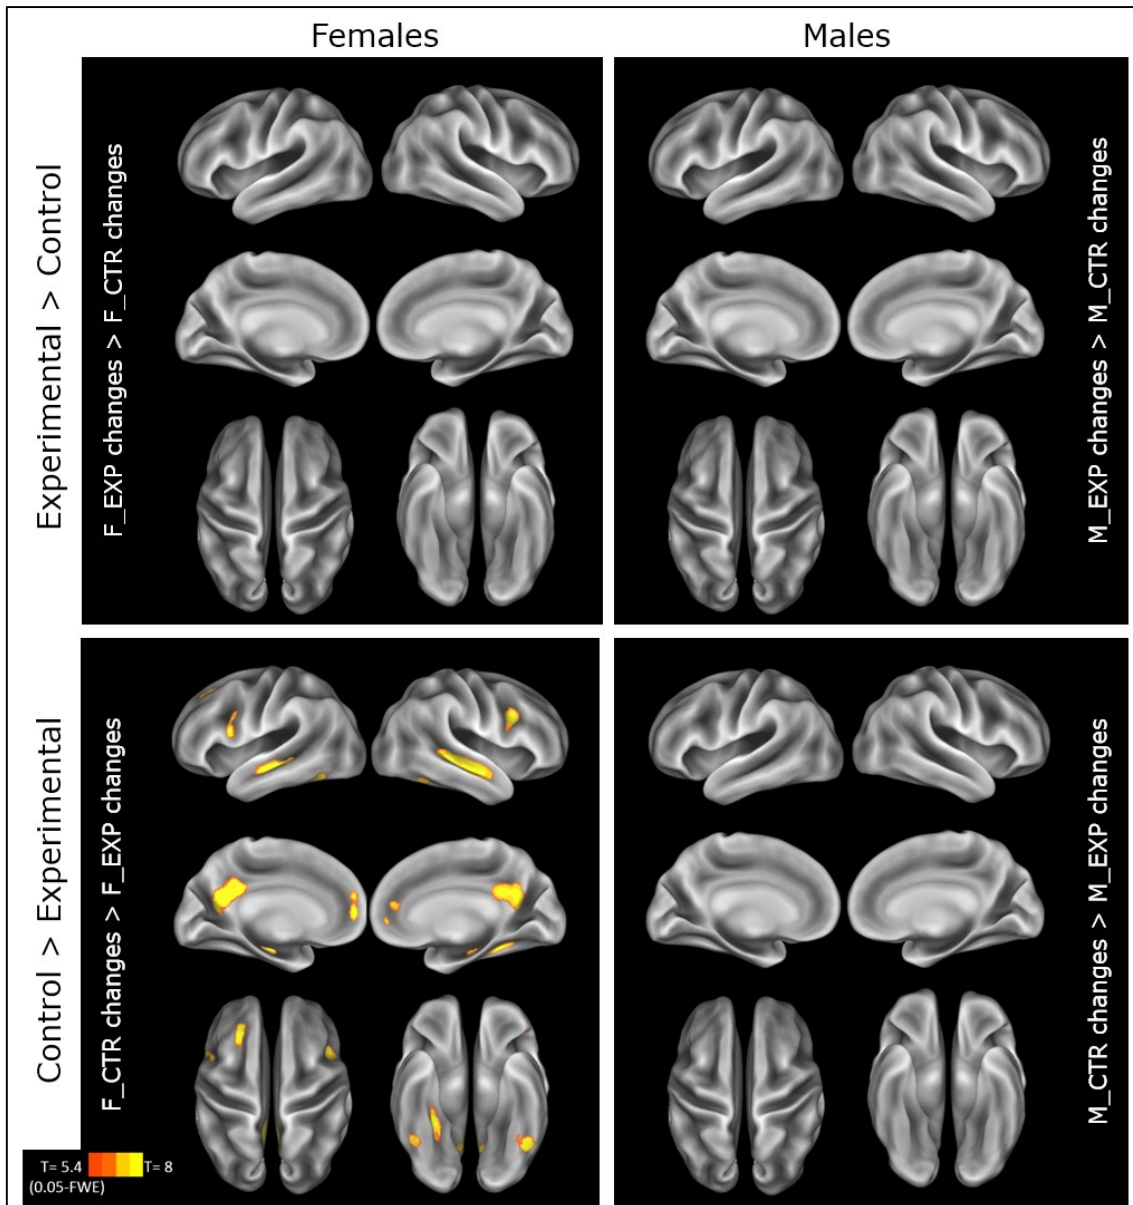 Females
Males
Experimental > Control
F_EXP changes > F_CTR changes
M_EXP changes > M_CTR changes
Control > Experimental
F_CTR changes > F_EXP changes
M_CTR changes > M_EXP changes
T= 5.4 T= 8
(0.05-FWE)